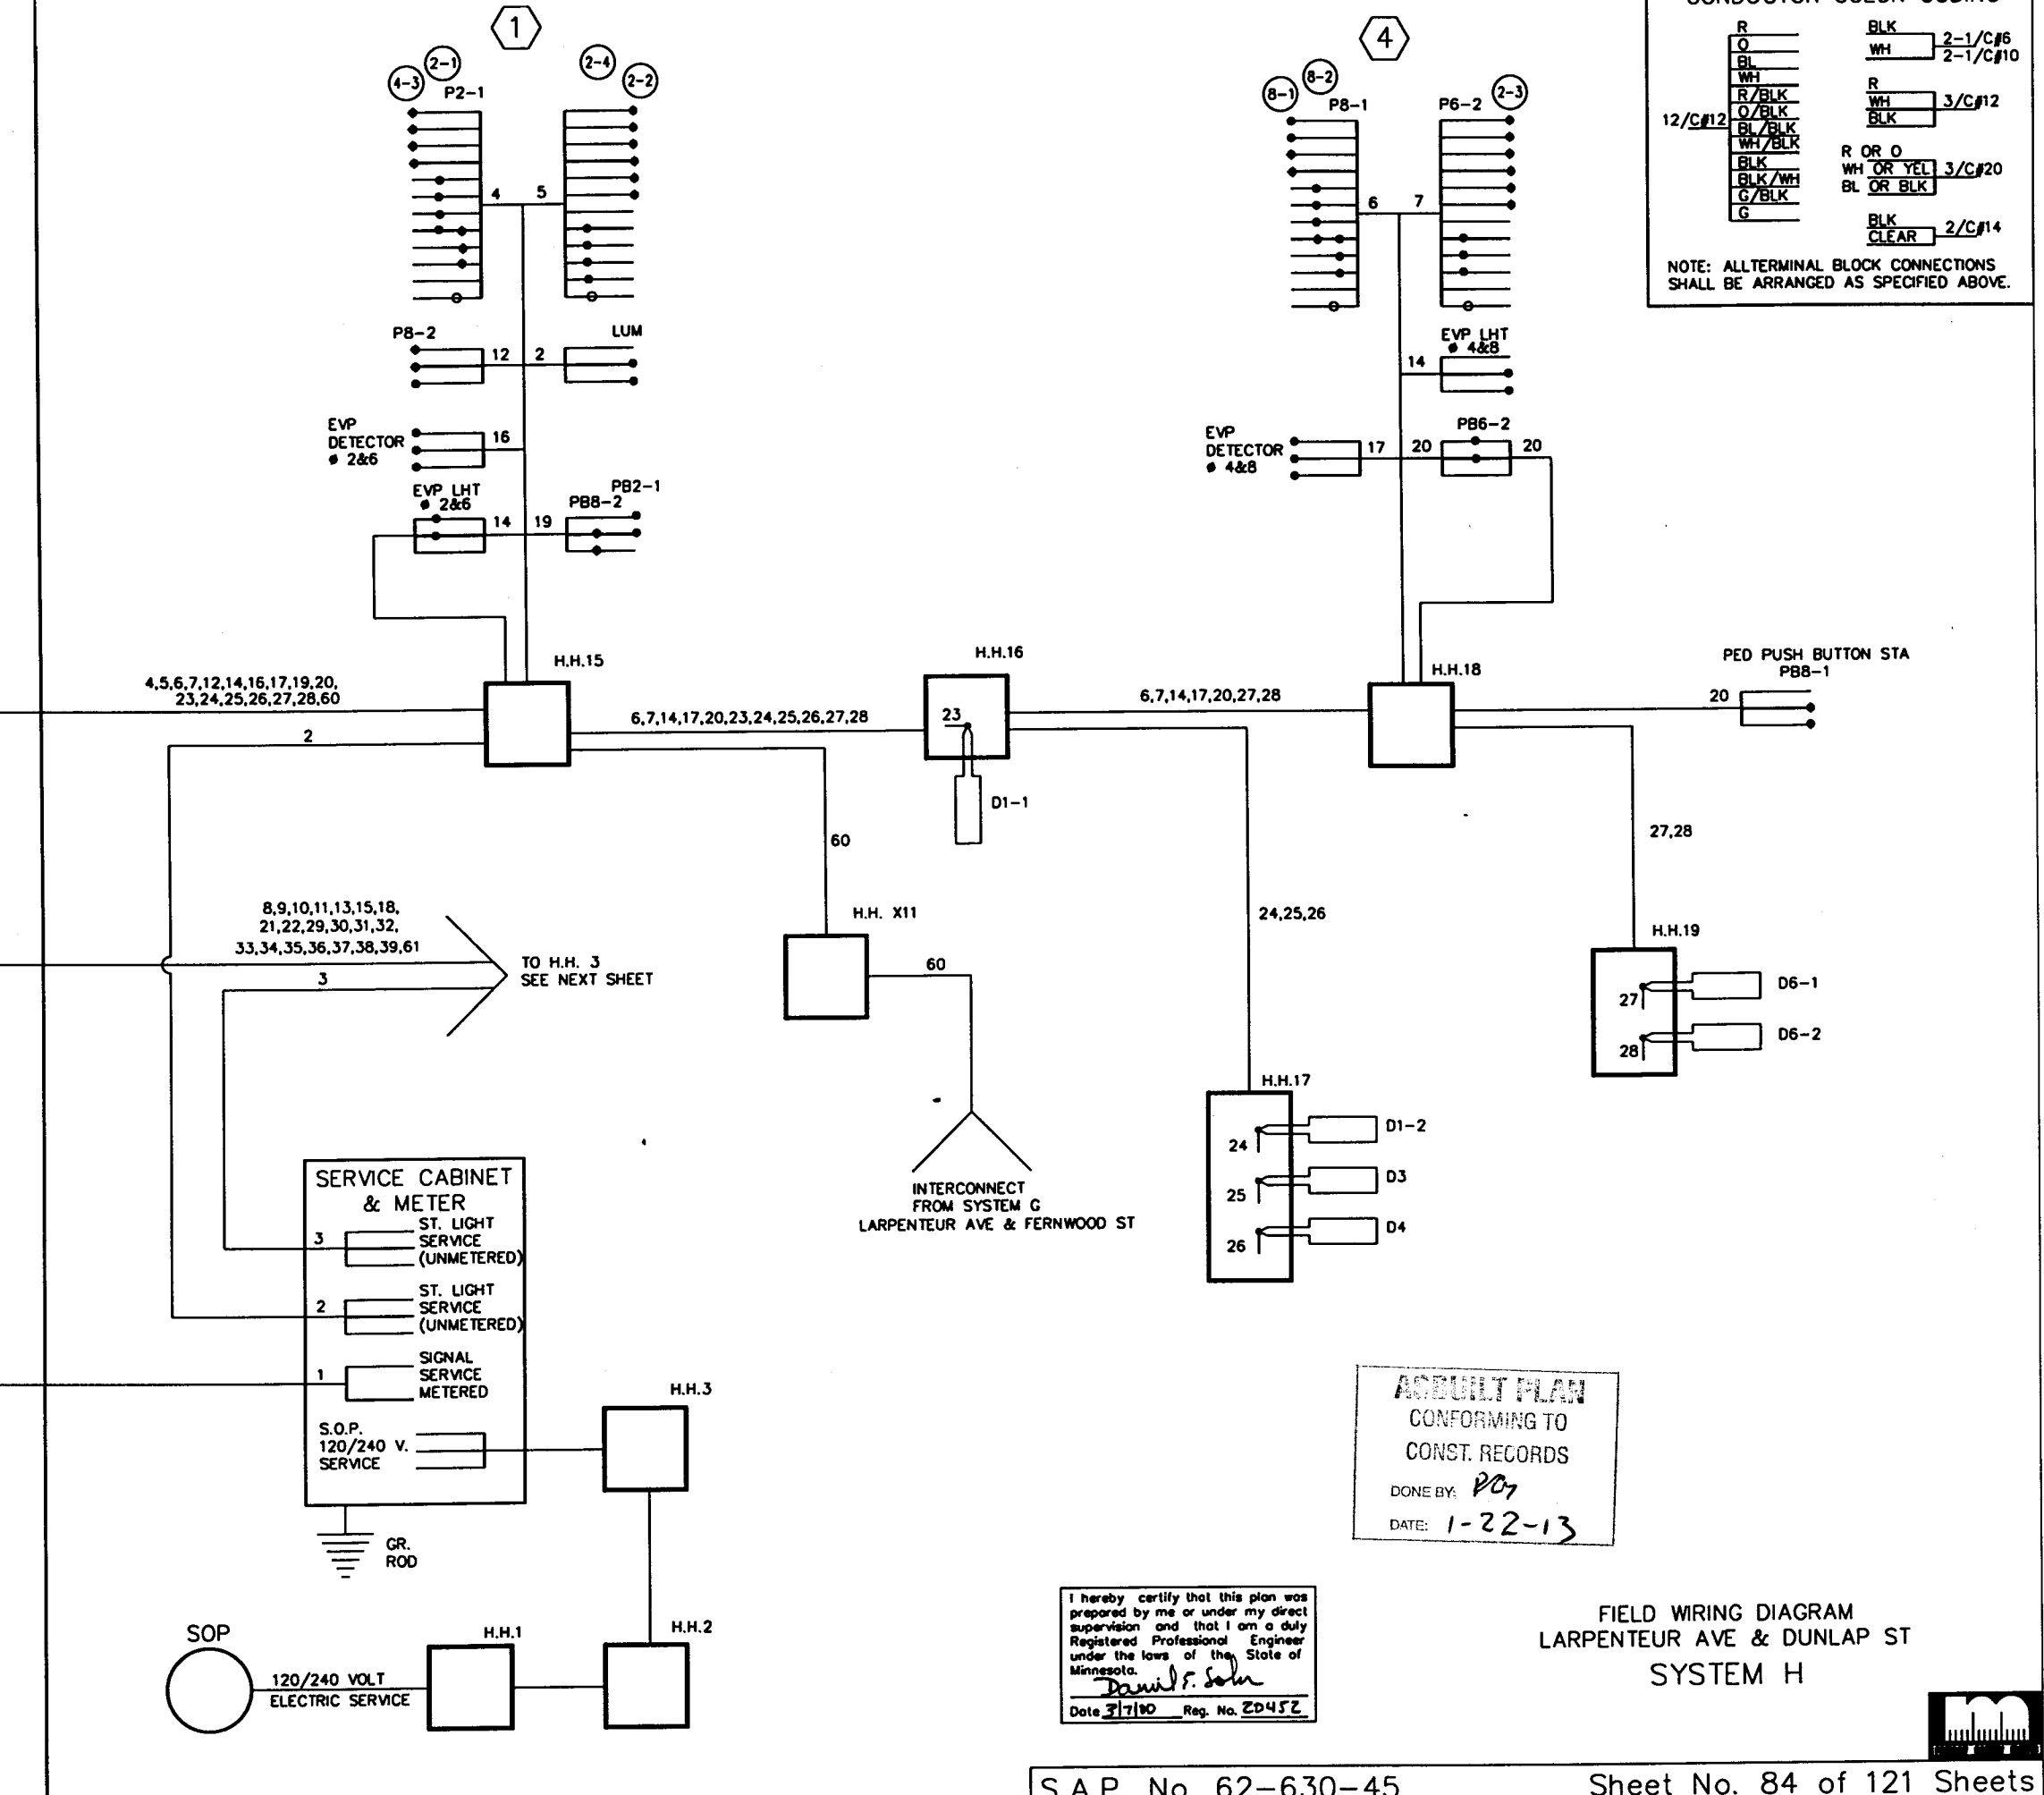 CONDUCTOR COLOR CODING
R
O
BL
WH
R/BLK
O/BLK
BL/BLK
WH/BLK
BLK
BLK/WH
G/BLK
G
12/C#12
BLK
WH
2-1/C#6
2-1/C#10
R
WH
BLK
3/C#12
R OR O
WH OR YEL
BL OR BLK
3/C#20
BLK
CLEAR
2/C#14
NOTE: ALL TERMINAL BLOCK CONNECTIONS
SHALL BE ARRANGED AS SPECIFIED ABOVE.
1
4-3
2-1
P2-1
2-4
2-2
4
5
P8-2
LUM
12
2
EVP
DETECTOR
ø 2&6
16
EVP LHT
ø 2&6
14
19
PB8-2
PB2-1
4
8-1
8-2
P8-1
P6-2
2-3
6
7
EVP LHT
ø 4&8
14
EVP
DETECTOR
ø 4&8
17
20
PB6-2
20
H.H.15
4,5,6,7,12,14,16,17,19,20,
23,24,25,26,27,28,60
2
6,7,14,17,20,23,24,25,26,27,28
H.H.16
23
D1-1
6,7,14,17,20,27,28
H.H.18
PED PUSH BUTTON STA
PB8-1
20
60
27,28
24,25,26
8,9,10,11,13,15,18,
21,22,29,30,31,32,
33,34,35,36,37,38,39,61
3
TO H.H. 3
SEE NEXT SHEET
H.H. X11
60
INTERCONNECT
FROM SYSTEM G
LARPENTEUR AVE & FERNWOOD ST
H.H.19
27
D6-1
28
D6-2
H.H.17
24
D1-2
25
D3
26
D4
SERVICE CABINET
& METER
3
ST. LIGHT
SERVICE
(UNMETERED)
2
ST. LIGHT
SERVICE
(UNMETERED)
1
SIGNAL
SERVICE
METERED
S.O.P.
120/240 V.
SERVICE
GR.
ROD
H.H.3
H.H.2
H.H.1
SOP
120/240 VOLT
ELECTRIC SERVICE
ASBUILT PLAN
CONFORMING TO
CONST. RECORDS
DONE BY:
DATE: 1-22-13
I hereby certify that this plan was
prepared by me or under my direct
supervision and that I am a duly
Registered Professional Engineer
under the laws of the State of
Minnesota.
Date 3/7/00 Reg. No. 20452
FIELD WIRING DIAGRAM
LARPENTEUR AVE & DUNLAP ST
SYSTEM H
m
S.A.P. No. 62-630-45
Sheet No. 84 of 121 Sheets